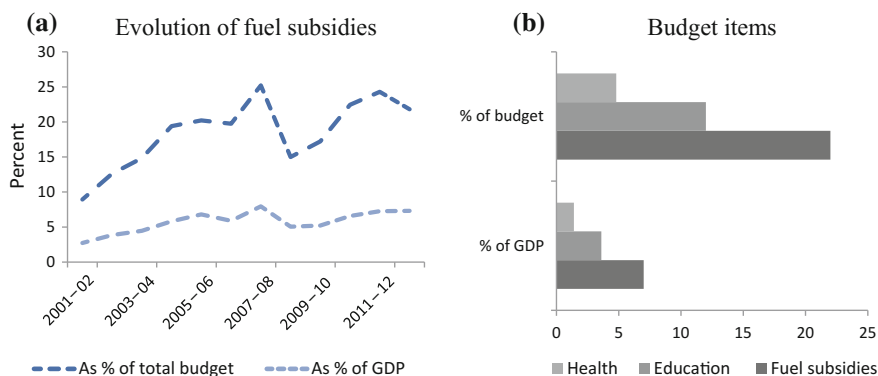 (a) Evolution of fuel subsidies
30
25
20
15
10
5
0
Percent
2001–02
2003–04
2005–06
2007–08
2009–10
2011–12
As % of total budget As % of GDP
(b) Budget items
% of budget
% of GDP
0 5 10 15 20 25
Health Education Fuel subsidies